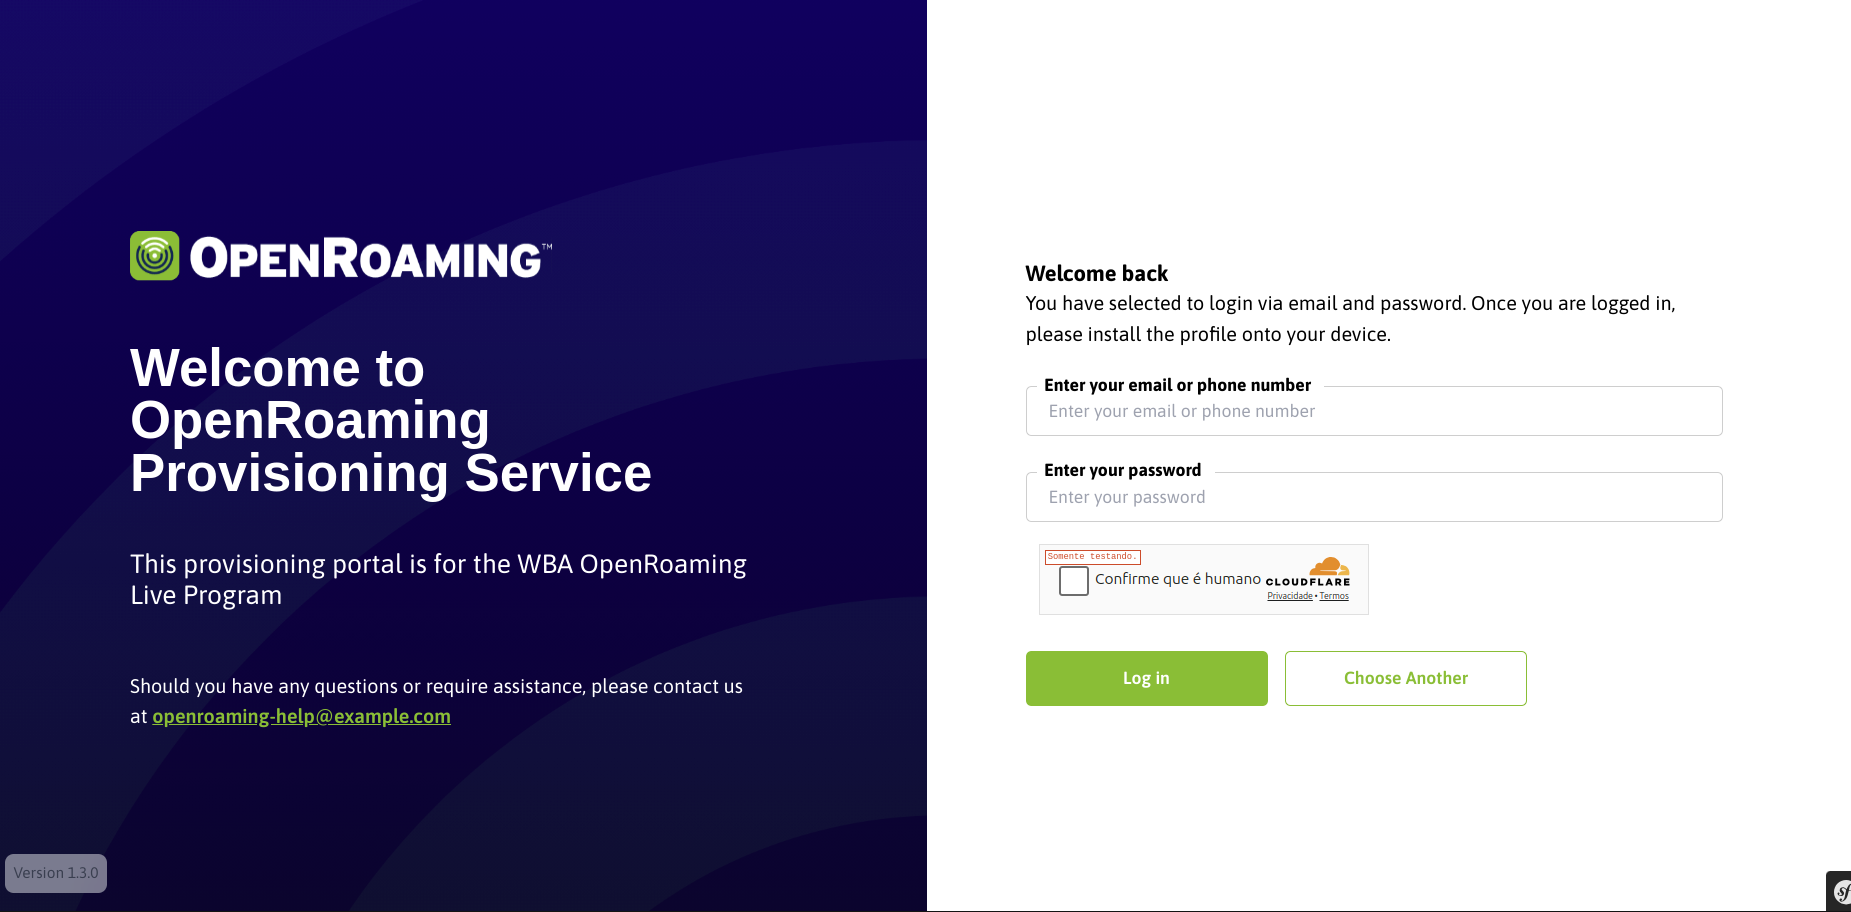 OPENROAMING™
Welcome to
OpenRoaming
Provisioning Service
This provisioning portal is for the WBA OpenRoaming
Live Program
Should you have any questions or require assistance, please contact us
at openroaming-help@example.com
Version 1.3.0
Welcome back
You have selected to login via email and password. Once you are logged in,
please install the profile onto your device.
Enter your email or phone number
Enter your email or phone number
Enter your password
Enter your password
Somente testando.
Confirme que é humano
CLOUDFLARE
Privacidade • Termos
Log in
Choose Another
sf